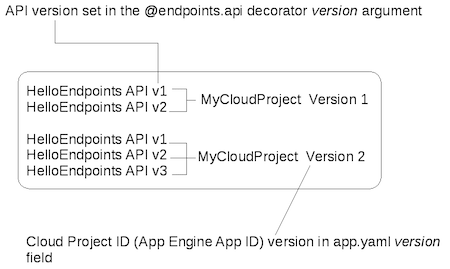 API version set in the @endpoints.api decorator version argument
HelloEndpoints API v1
HelloEndpoints API v2
MyCloudProject Version 1
HelloEndpoints API v1
HelloEndpoints API v2
HelloEndpoints API v3
MyCloudProject Version 2
Cloud Project ID (App Engine App ID) version in app.yaml version
field